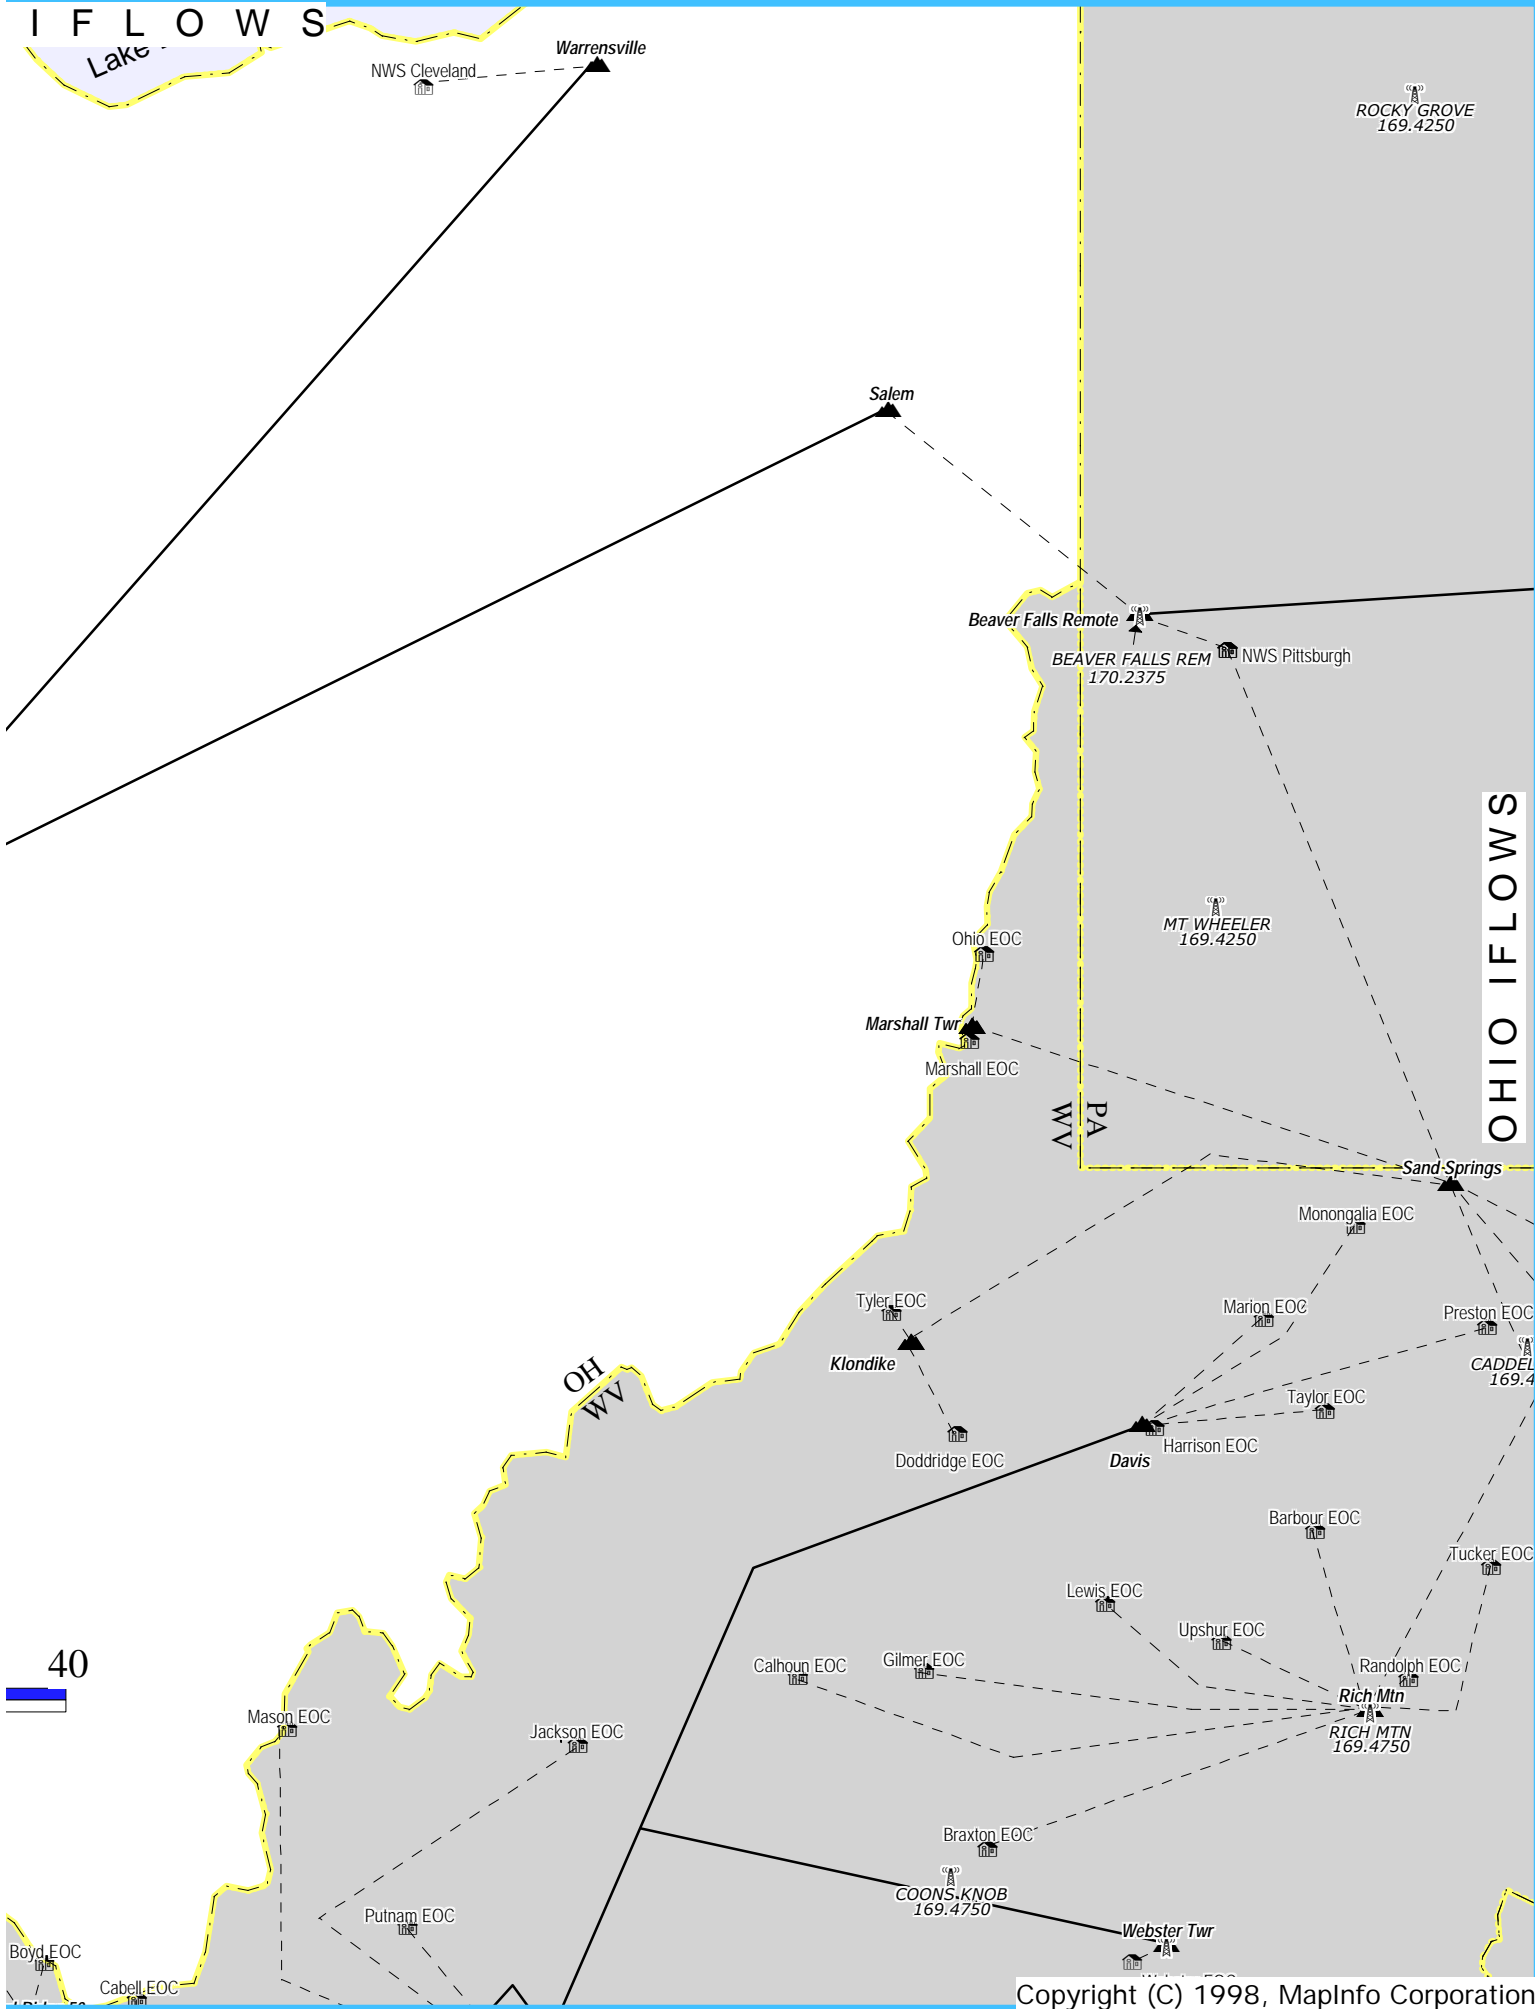 I F L O W S
Lake
NWS Cleveland
Warrensville
ROCKY GROVE
169.4250
Salem
Beaver Falls Remote
BEAVER FALLS REM
170.2375
NWS Pittsburgh
OHIO IFLOWS
MT WHEELER
169.4250
Ohio EOC
Marshall Twr
Marshall EOC
PA
WV
Sand Springs
Monongalia EOC
Tyler EOC
Marion EOC
Preston EOC
Klondike
CADDEL
169.4
OH
WV
Taylor EOC
Harrison EOC
Doddridge EOC
Davis
Barbour EOC
Tucker EOC
Lewis EOC
Upshur EOC
40
Calhoun EOC
Gilmer EOC
Randolph EOC
Rich Mtn
RICH MTN
169.4750
Mason EOC
Jackson EOC
Braxton EOC
COONS KNOB
169.4750
Putnam EOC
Webster Twr
Boyd EOC
Cabell EOC
Copyright (C) 1998, MapInfo Corporation